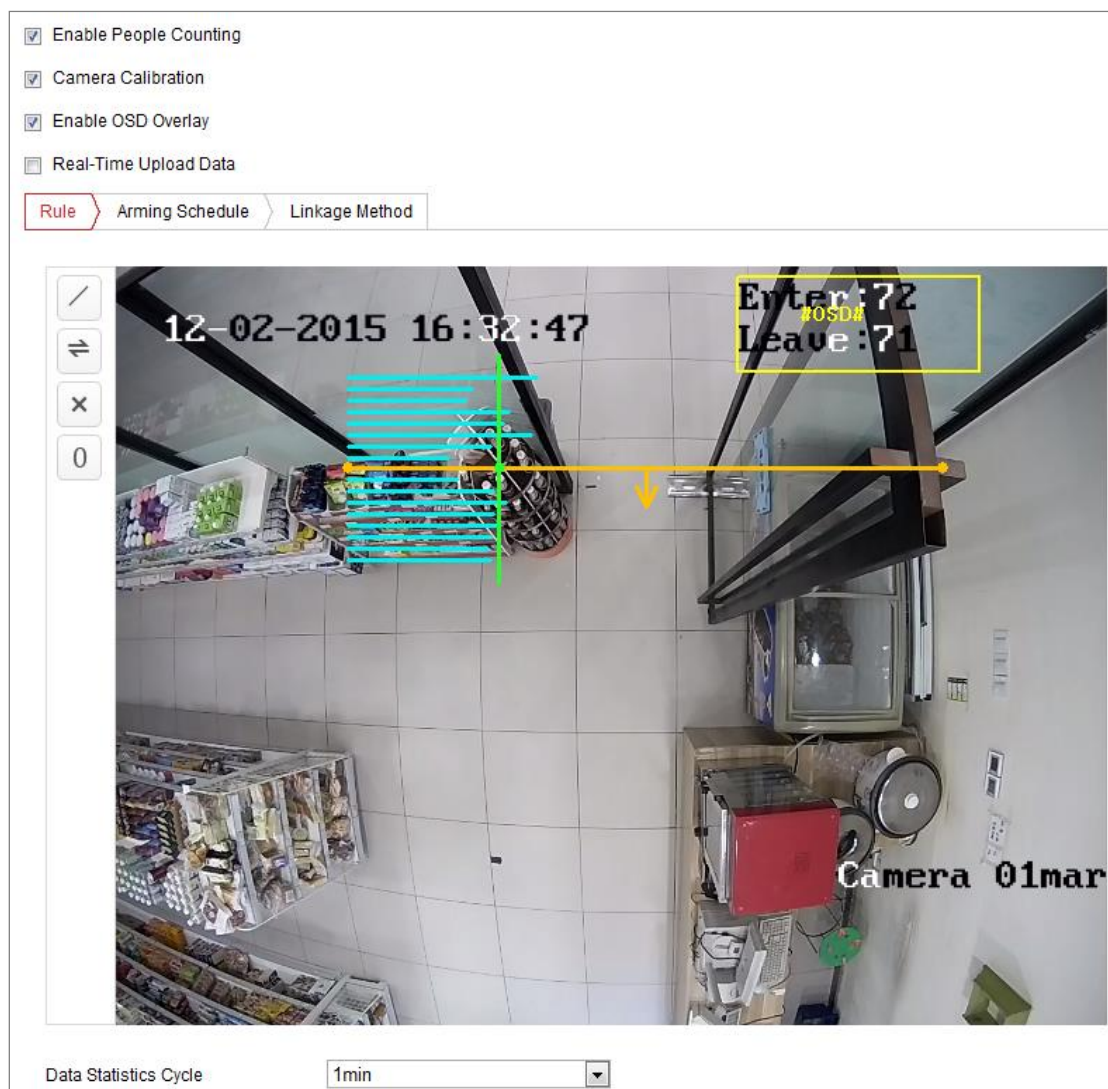 Enable People Counting
Camera Calibration
Enable OSD Overlay
Real-Time Upload Data
Rule Arming Schedule Linkage Method
12-02-2015 16:32:47
Enter:72
#OSD#
Leave:71
0
Camera 01mar
Data Statistics Cycle 1min